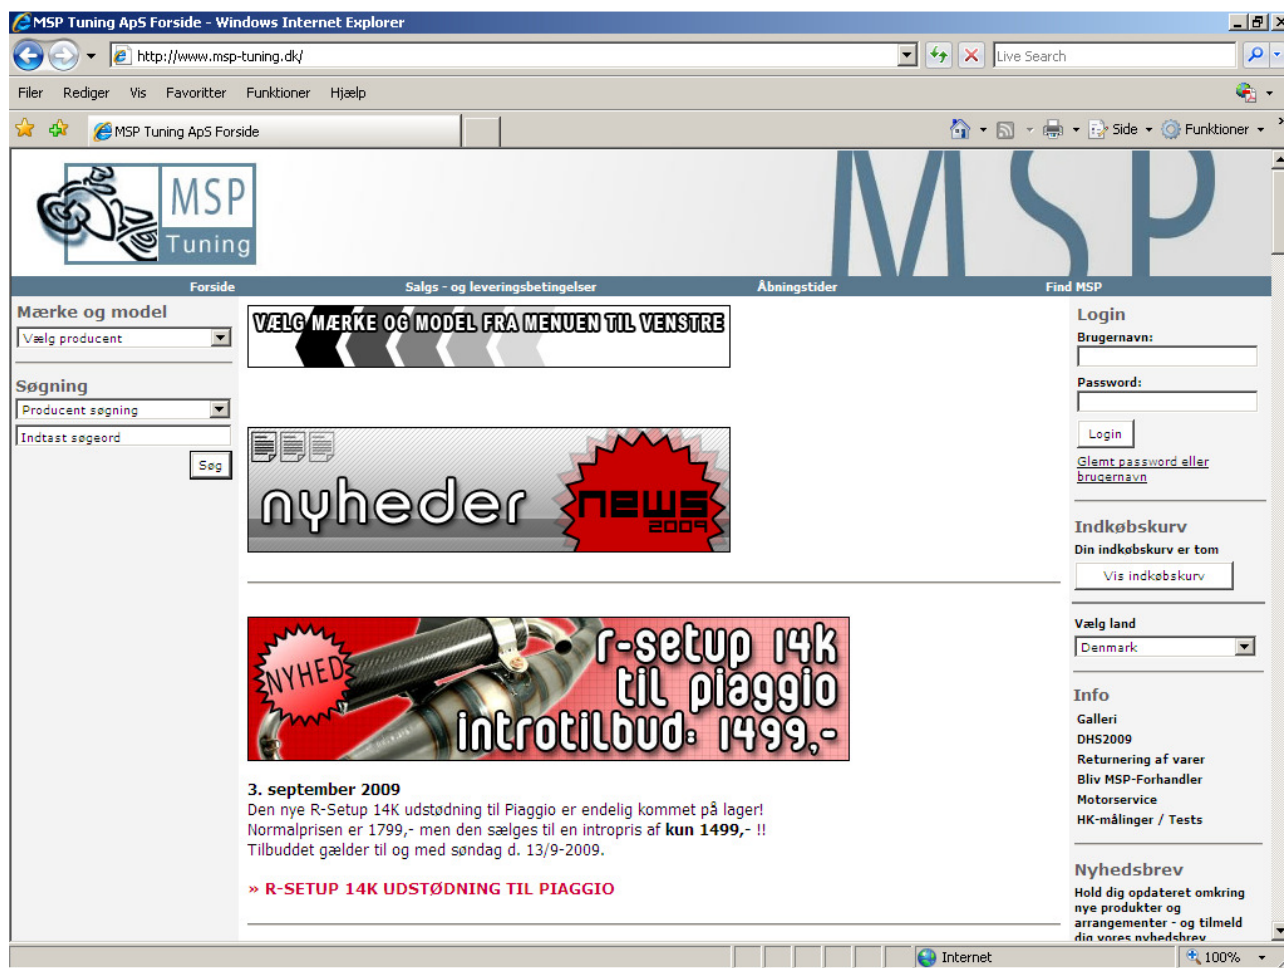 MSP Tuning ApS Forside - Windows Internet Explorer
http://www.msp-tuning.dk/
Live Search
Filer Rediger Vis Favoritter Funktioner Hjælp
MSP Tuning ApS Forside
Side Funktioner
MSP
Tuning
MSP
Forside Salgs - og leveringsbetingelser Åbningstider Find MSP
Mærke og model
Vælg producent
Søgning
Producent søgning
Indtast søgeord
Søg
VÆLG MÆRKE OG MODEL FRA MENUEN TIL VENSTRE
nyheder
news
2009
NYHED
r-setup 14k
til piaggio
introtilbud: 1499,-
3. september 2009
Den nye R-Setup 14K udstødning til Piaggio er endelig kommet på lager!
Normalprisen er 1799,- men den sælges til en intropris af kun 1499,- !!
Tilbuddet gælder til og med søndag d. 13/9-2009.
» R-SETUP 14K UDSTØDNING TIL PIAGGIO
Login
Brugernavn:
Password:
Login
Glemt password eller
brugernavn
Indkøbskurv
Din indkøbskurv er tom
Vis indkøbskurv
Vælg land
Denmark
Info
Galleri
DHS2009
Returnering af varer
Bliv MSP-Forhandler
Motorservice
HK-målinger / Tests
Nyhedsbrev
Hold dig opdateret omkring
nye produkter og
arrangementer - og tilmeld
dig vores nyhedsbrev
Internet 100%